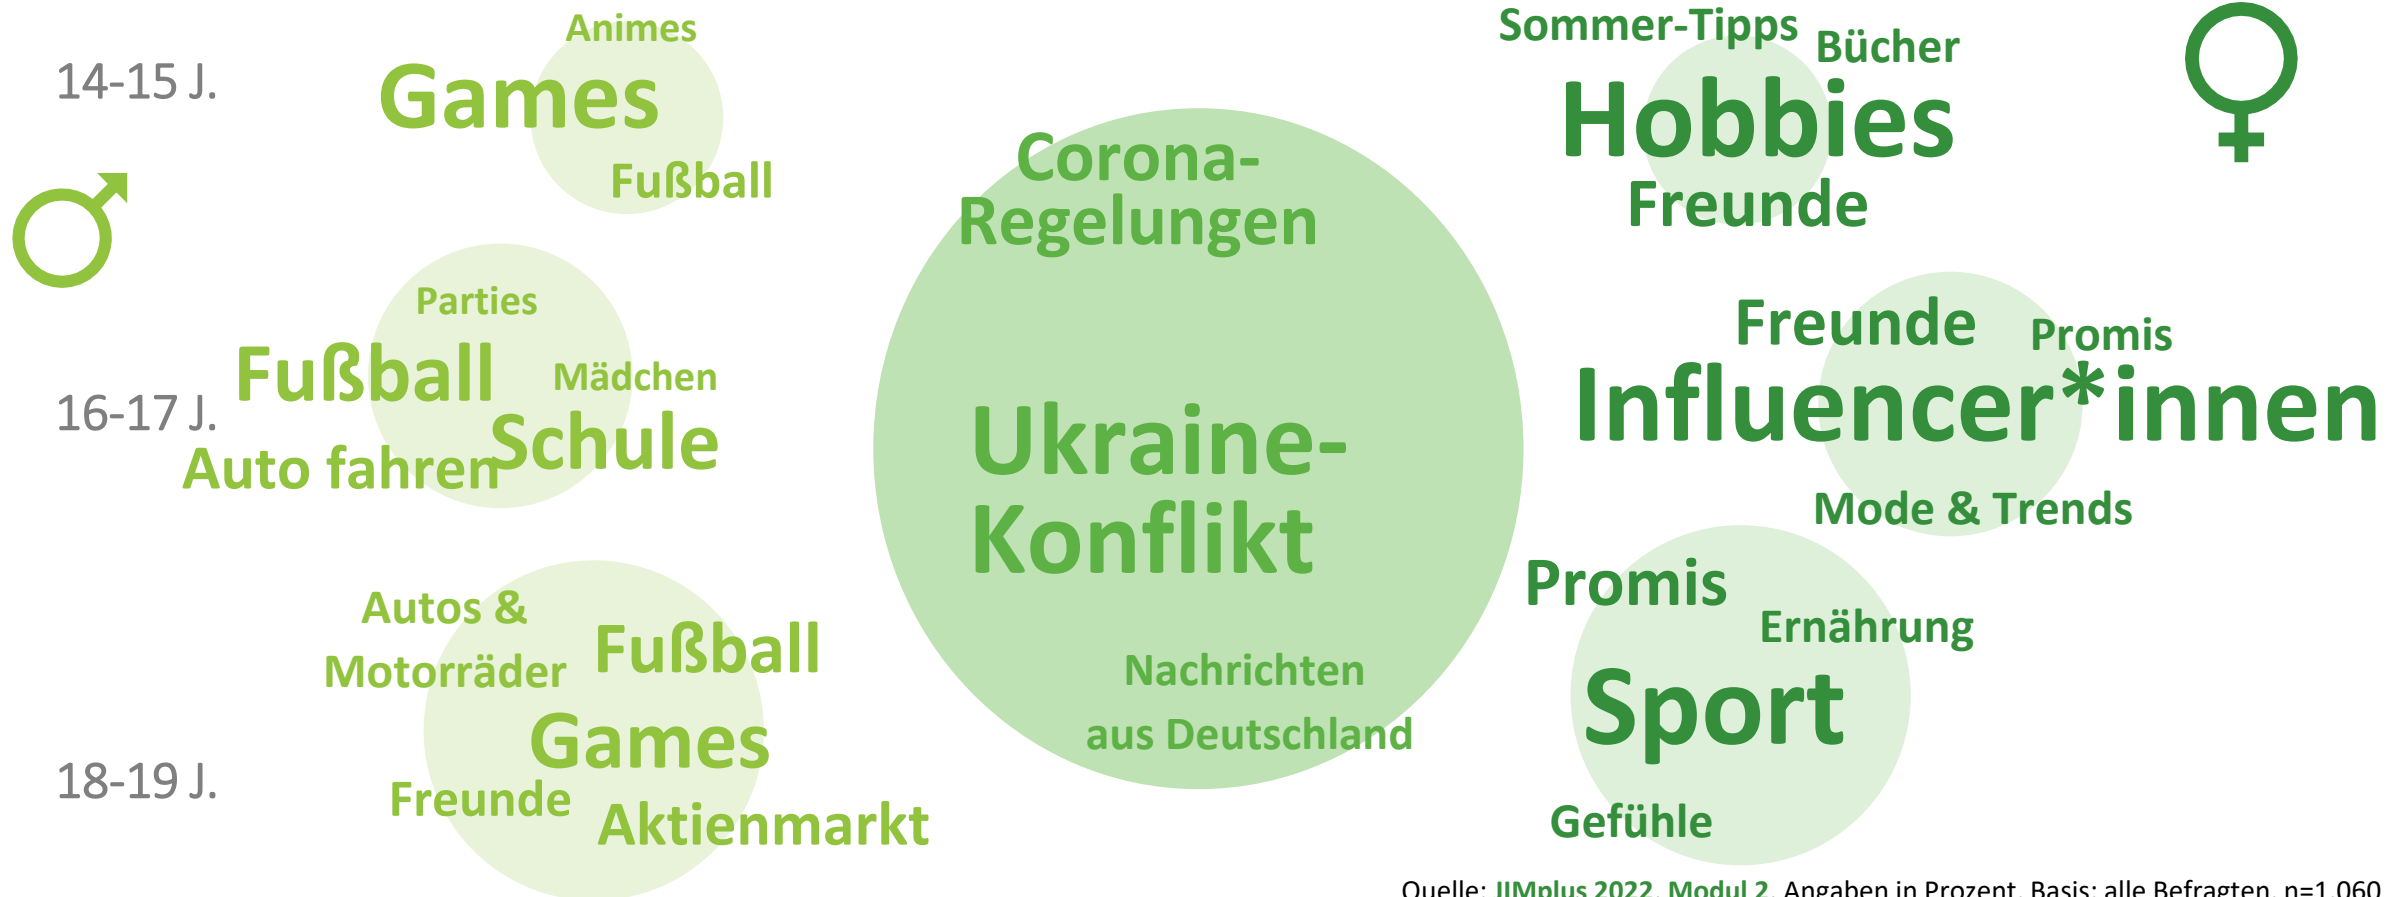 14-15 J.
Animes
Games
Fußball
16-17 J.
Parties
Fußball
Mädchen
Schule
Auto fahren
18-19 J.
Autos &
Motorräder
Fußball
Games
Freunde
Aktienmarkt
Corona-
Regelungen
Ukraine-
Konflikt
Nachrichten
aus Deutschland
Sommer-Tipps
Bücher
Hobbies
Freunde
Freunde
Promis
Influencer*innen
Mode & Trends
Promis
Ernährung
Sport
Gefühle
Quelle: JIMplus 2022, Modul 2, Angaben in Prozent, Basis: alle Befragten, n=1.060